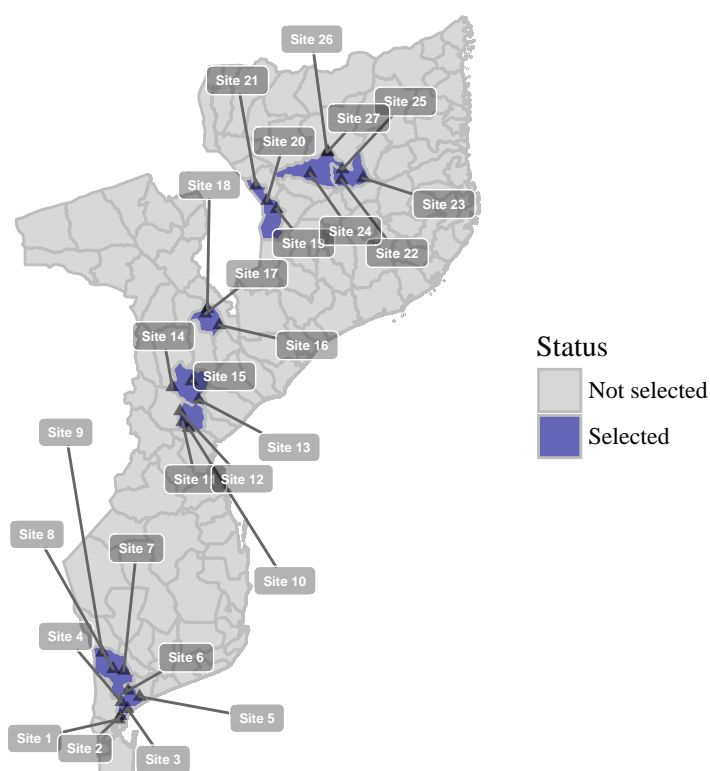 Site 26
Site 21
Site 25
Site 27
Site 20
Site 18
Site 23
Site 24
Site 19
Site 22
Site 17
Site 14
Site 16
Site 15
Site 9
Site 13
Site 11
Site 12
Site 8
Site 7
Site 10
Site 4
Site 6
Site 5
Site 1
Site 2
Site 3
Status
Not selected
Selected